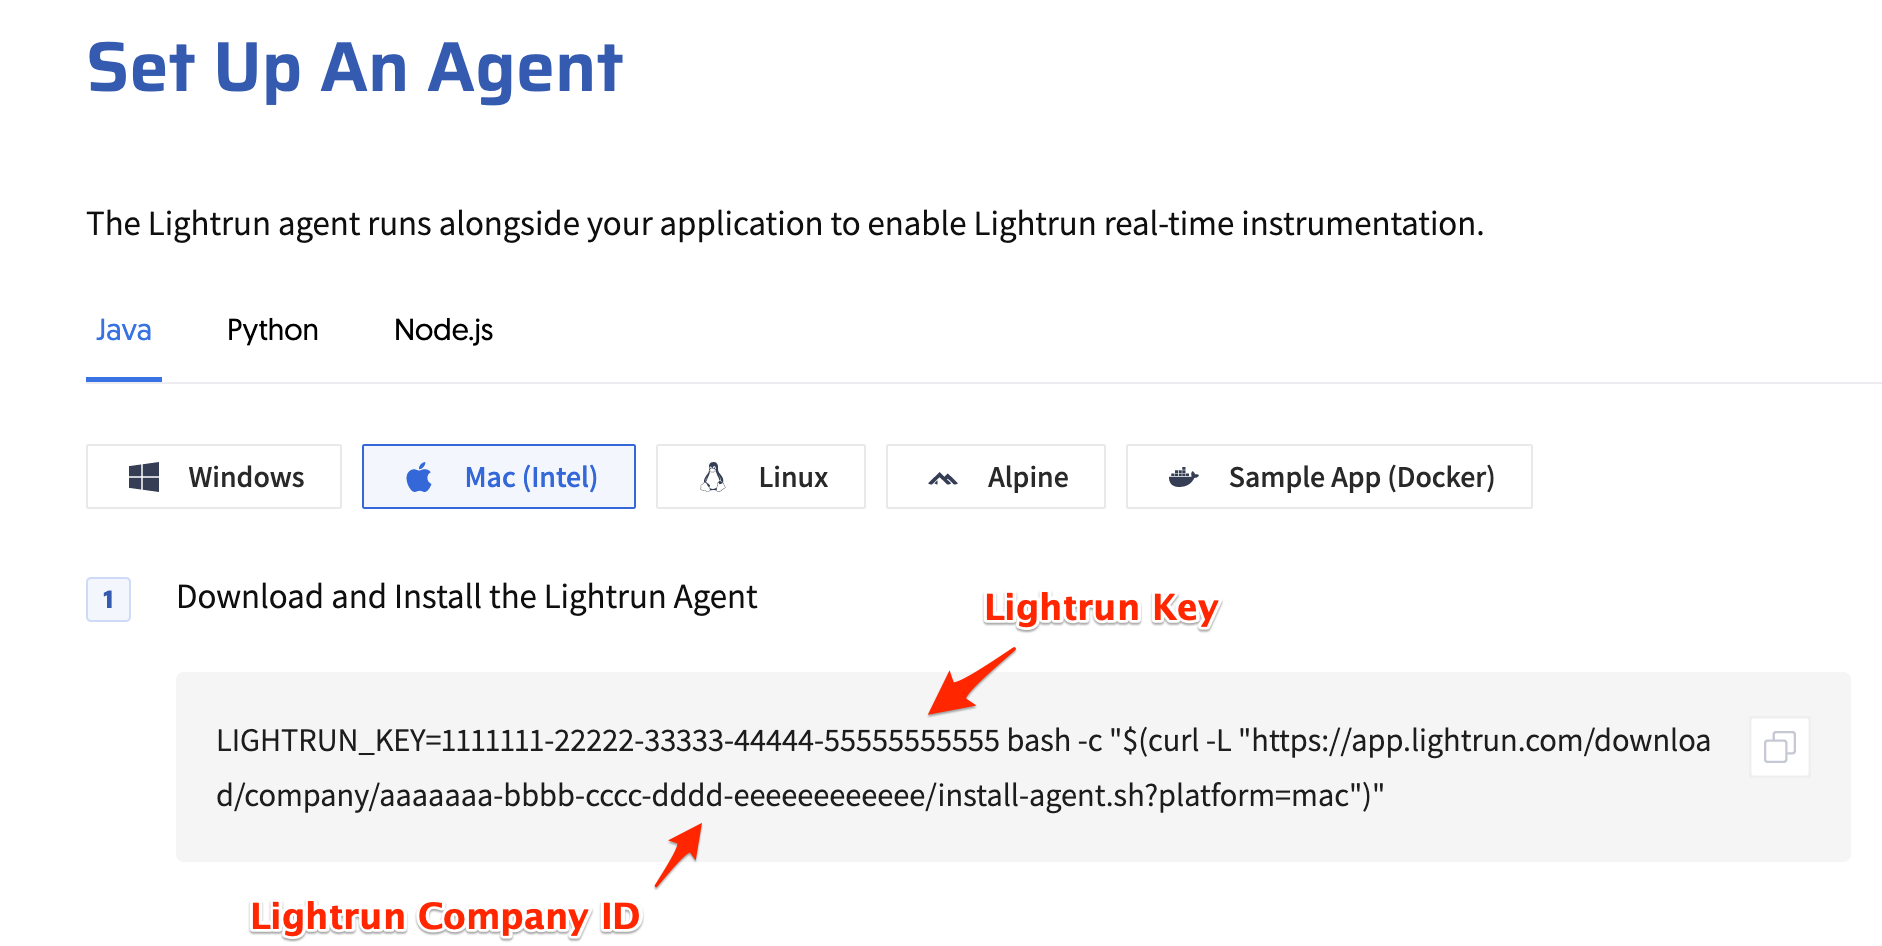 Set Up An Agent
The Lightrun agent runs alongside your application to enable Lightrun real-time instrumentation.
Java Python Node.js
Windows Mac (Intel) Linux Alpine Sample App (Docker)
1 Download and Install the Lightrun Agent
Lightrun Key
LIGHTRUN_KEY=1111111-22222-33333-44444-55555555555 bash -c "$(curl -L "https://app.lightrun.com/downloa
d/company/aaaaaaa-bbbb-cccc-dddd-eeeeeeeeeeee/install-agent.sh?platform=mac")"
Lightrun Company ID